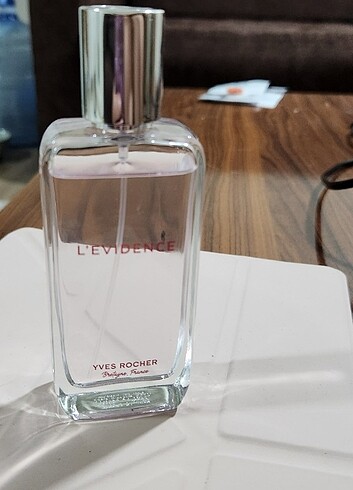 L'EVIDENCE
YVES ROCHER
Bretagne, France